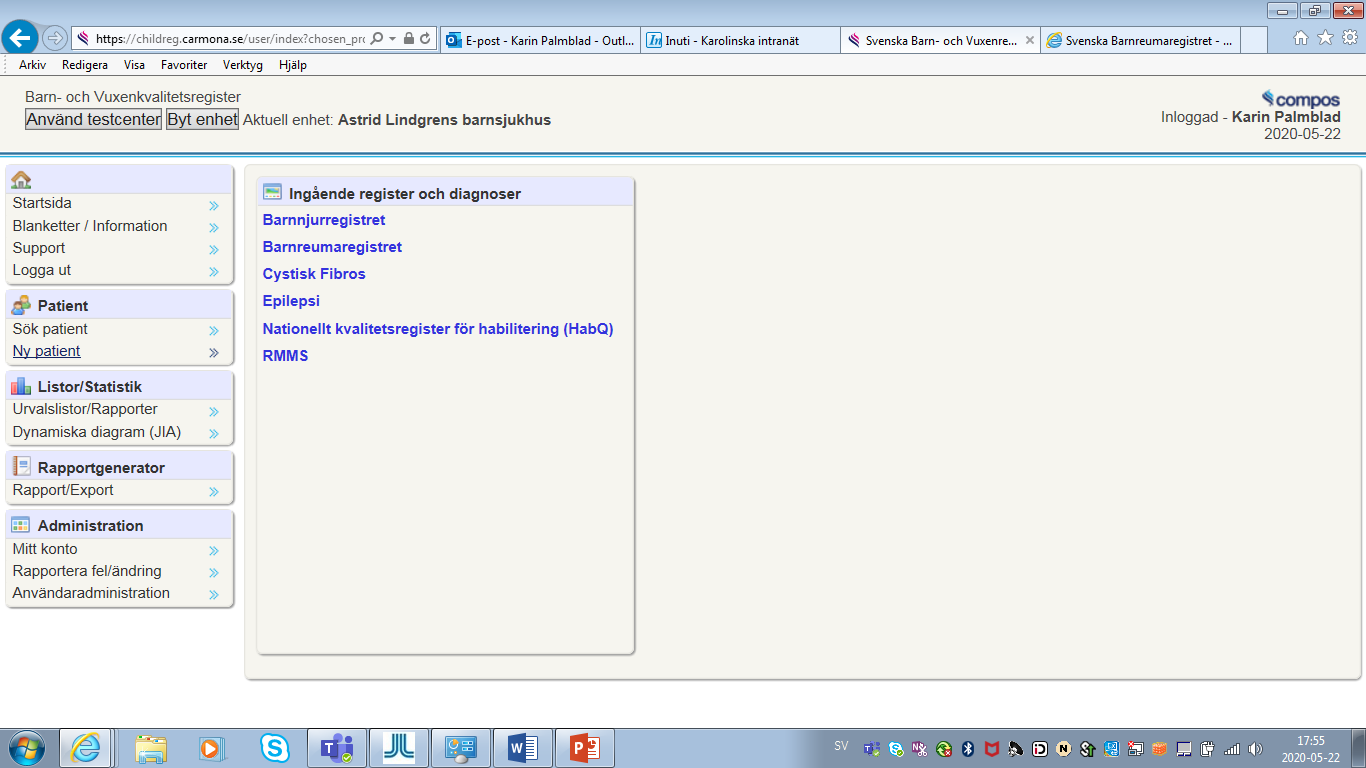 https://childreg.carmona.se/user/index?chosen_pro
E-post - Karin Palmblad - Outl...
Inuti - Karolinska intranät
Svenska Barn- och Vuxenre...
Svenska Barnreumaregistret - ...
Arkiv Redigera Visa Favoriter Verktyg Hjälp
Barn- och Vuxenkvalitetsregister
Använd testcenter Byt enhet Aktuell enhet: Astrid Lindgrens barnsjukhus
compos
Inloggad - Karin Palmblad
2020-05-22
Startsida
Blanketter / Information
Support
Logga ut
Patient
Sök patient
Ny patient
Listor/Statistik
Urvalslistor/Rapporter
Dynamiska diagram (JIA)
Rapportgenerator
Rapport/Export
Administration
Mitt konto
Rapportera fel/ändring
Användaradministration
Ingående register och diagnoser
Barnnjurregistret
Barnreumaregistret
Cystisk Fibros
Epilepsi
Nationellt kvalitetsregister för habilitering (HabQ)
RMMS
SV
17:55
2020-05-22